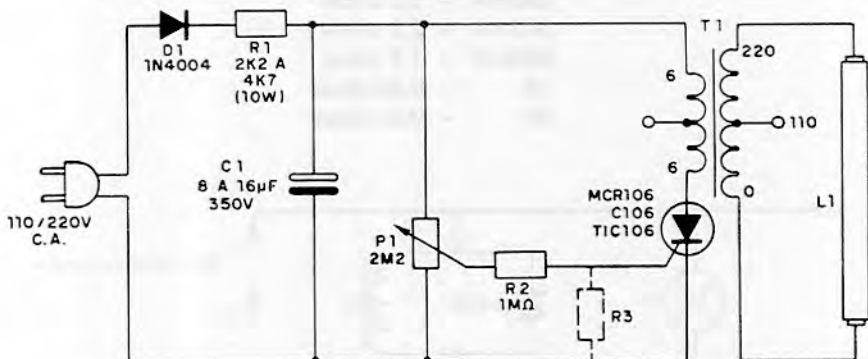 D1
1N4004
R1
2K2 A
4K7
(10W)
110/220V
C.A.
C1
8 A 16µF
350V
P1
2M2
R2
1MΩ
R3
MCR106
C106
TIC106
T1
6
6
220
110
0
L1